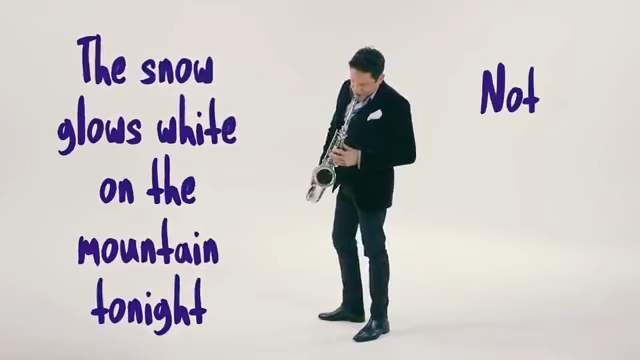 The snow
glows white
on the
mountain
tonight
Not